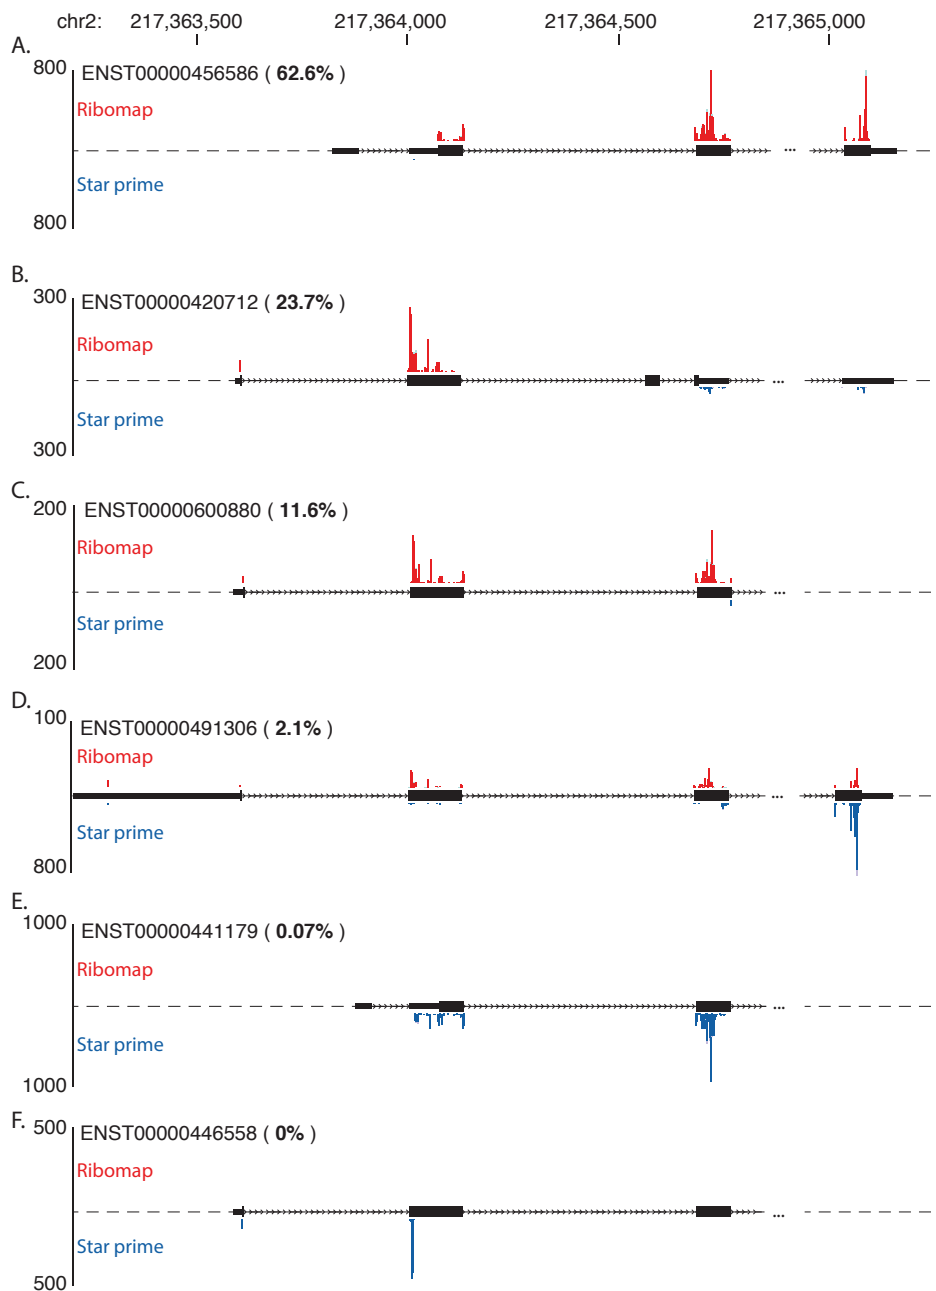 chr2: 217,363,500 217,364,000 217,364,500 217,365,000
A.
800 ENST00000456586 ( 62.6% )
Ribomap
...
Star prime
800
B.
300 ENST00000420712 ( 23.7% )
Ribomap
...
Star prime
300
C.
200 ENST00000600880 ( 11.6% )
Ribomap
...
Star prime
200
D.
100 ENST00000491306 ( 2.1% )
Ribomap
...
Star prime
800
E.
1000 ENST00000441179 ( 0.07% )
Ribomap
...
Star prime
1000
F.
500 ENST00000446558 ( 0% )
Ribomap
...
Star prime
500